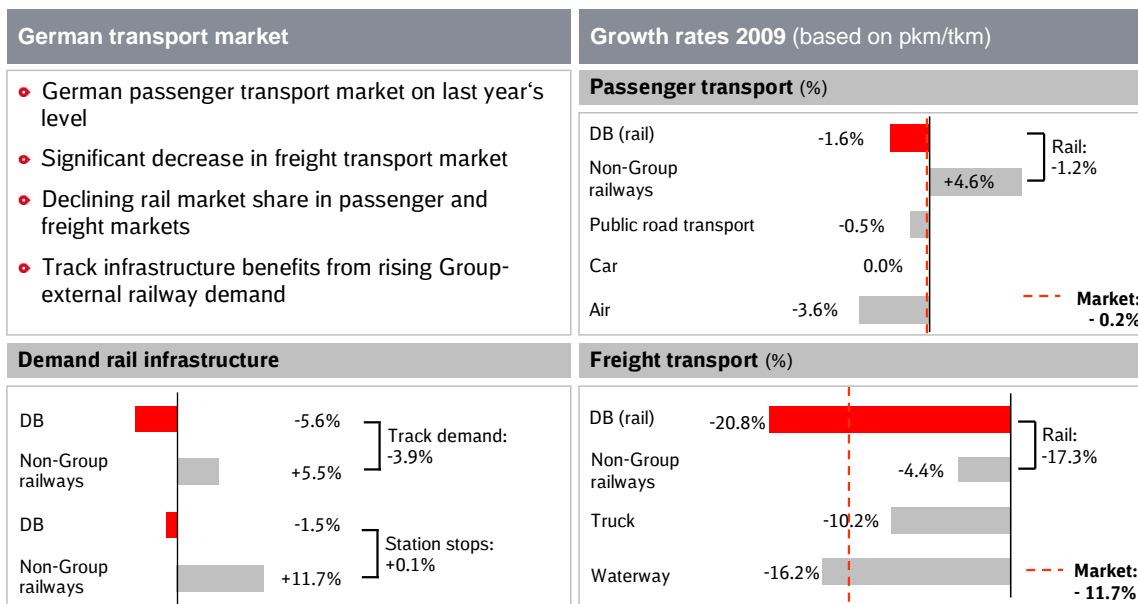 German transport market
• German passenger transport market on last year‘s
level
• Significant decrease in freight transport market
• Declining rail market share in passenger and
freight markets
• Track infrastructure benefits from rising Group-
external railway demand
Growth rates 2009 (based on pkm/tkm)
Passenger transport (%)
DB (rail) -1.6%
Non-Group
railways +4.6%
Rail:
-1.2%
Public road transport -0.5%
Car 0.0%
Air -3.6%
Market:
- 0.2%
Demand rail infrastructure
DB -5.6%
Non-Group
railways +5.5%
Track demand:
-3.9%
DB -1.5%
Non-Group
railways +11.7%
Station stops:
+0.1%
Freight transport (%)
DB (rail) -20.8%
Non-Group
railways -4.4%
Rail:
-17.3%
Truck -10.2%
Waterway -16.2%
Market:
- 11.7%